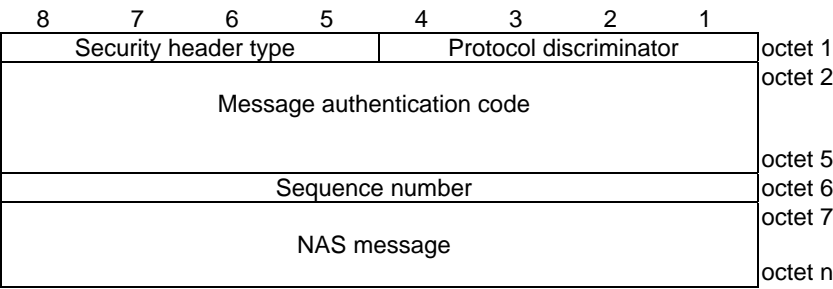 8 7 6 5 4 3 2 1
Security header type Protocol discriminator octet 1
octet 2
Message authentication code
octet 5
Sequence number octet 6
octet 7
NAS message
octet n